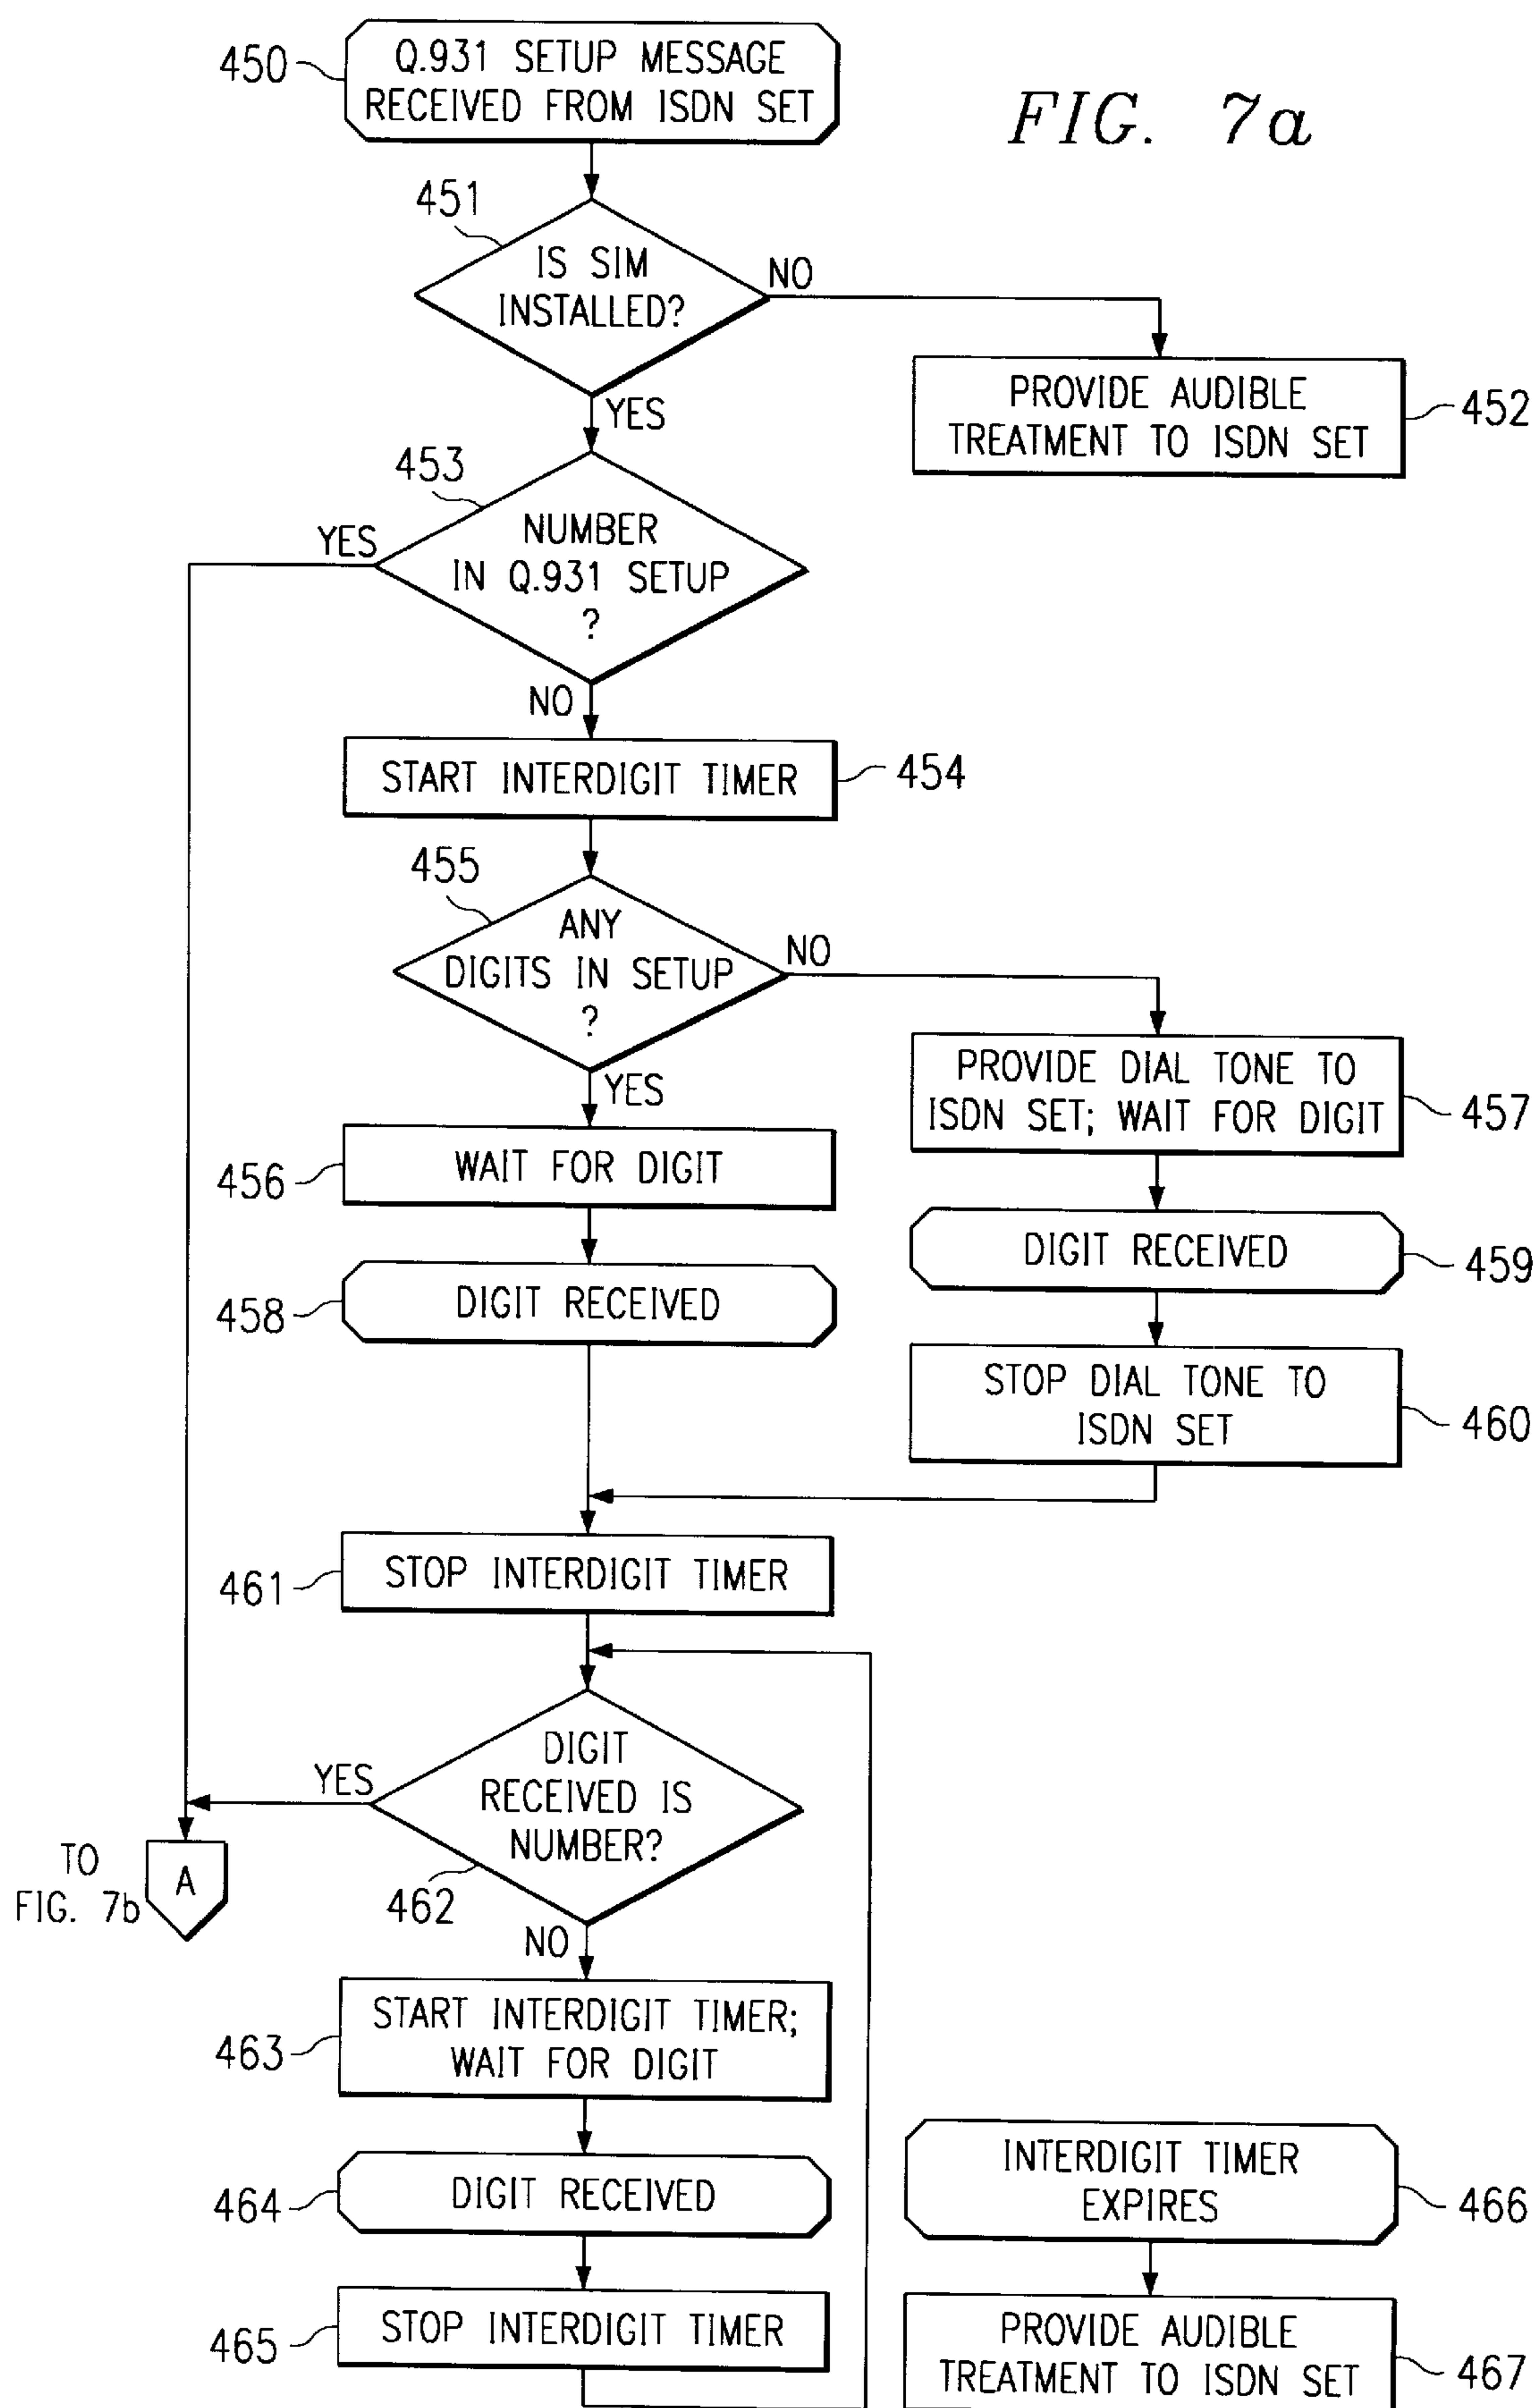 450
Q.931 SETUP MESSAGE
RECEIVED FROM ISDN SET
FIG. 7a
451
IS SIM
INSTALLED?
NO
YES
PROVIDE AUDIBLE
TREATMENT TO ISDN SET
452
453
NUMBER
IN Q.931 SETUP
?
YES
NO
START INTERDIGIT TIMER
454
455
ANY
DIGITS IN SETUP
?
NO
YES
PROVIDE DIAL TONE TO
ISDN SET; WAIT FOR DIGIT
457
456
WAIT FOR DIGIT
DIGIT RECEIVED
459
458
DIGIT RECEIVED
STOP DIAL TONE TO
ISDN SET
460
461
STOP INTERDIGIT TIMER
DIGIT
RECEIVED IS
NUMBER?
YES
462
NO
TO
FIG. 7b
A
463
START INTERDIGIT TIMER;
WAIT FOR DIGIT
464
DIGIT RECEIVED
INTERDIGIT TIMER
EXPIRES
466
465
STOP INTERDIGIT TIMER
PROVIDE AUDIBLE
TREATMENT TO ISDN SET
467